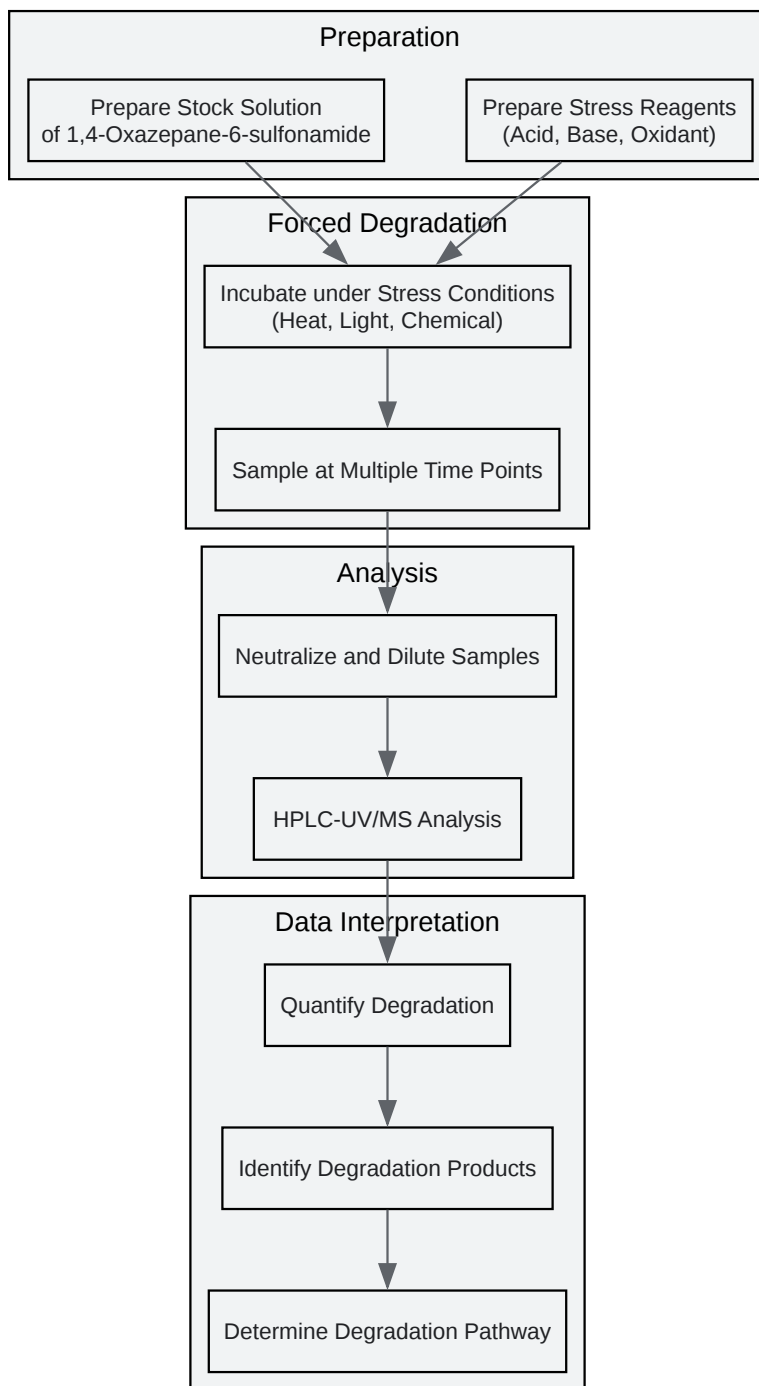 Preparation
Prepare Stock Solution
of 1,4-Oxazepane-6-sulfonamide
Prepare Stress Reagents
(Acid, Base, Oxidant)
Forced Degradation
Incubate under Stress Conditions
(Heat, Light, Chemical)
Sample at Multiple Time Points
Analysis
Neutralize and Dilute Samples
HPLC-UV/MS Analysis
Data Interpretation
Quantify Degradation
Identify Degradation Products
Determine Degradation Pathway